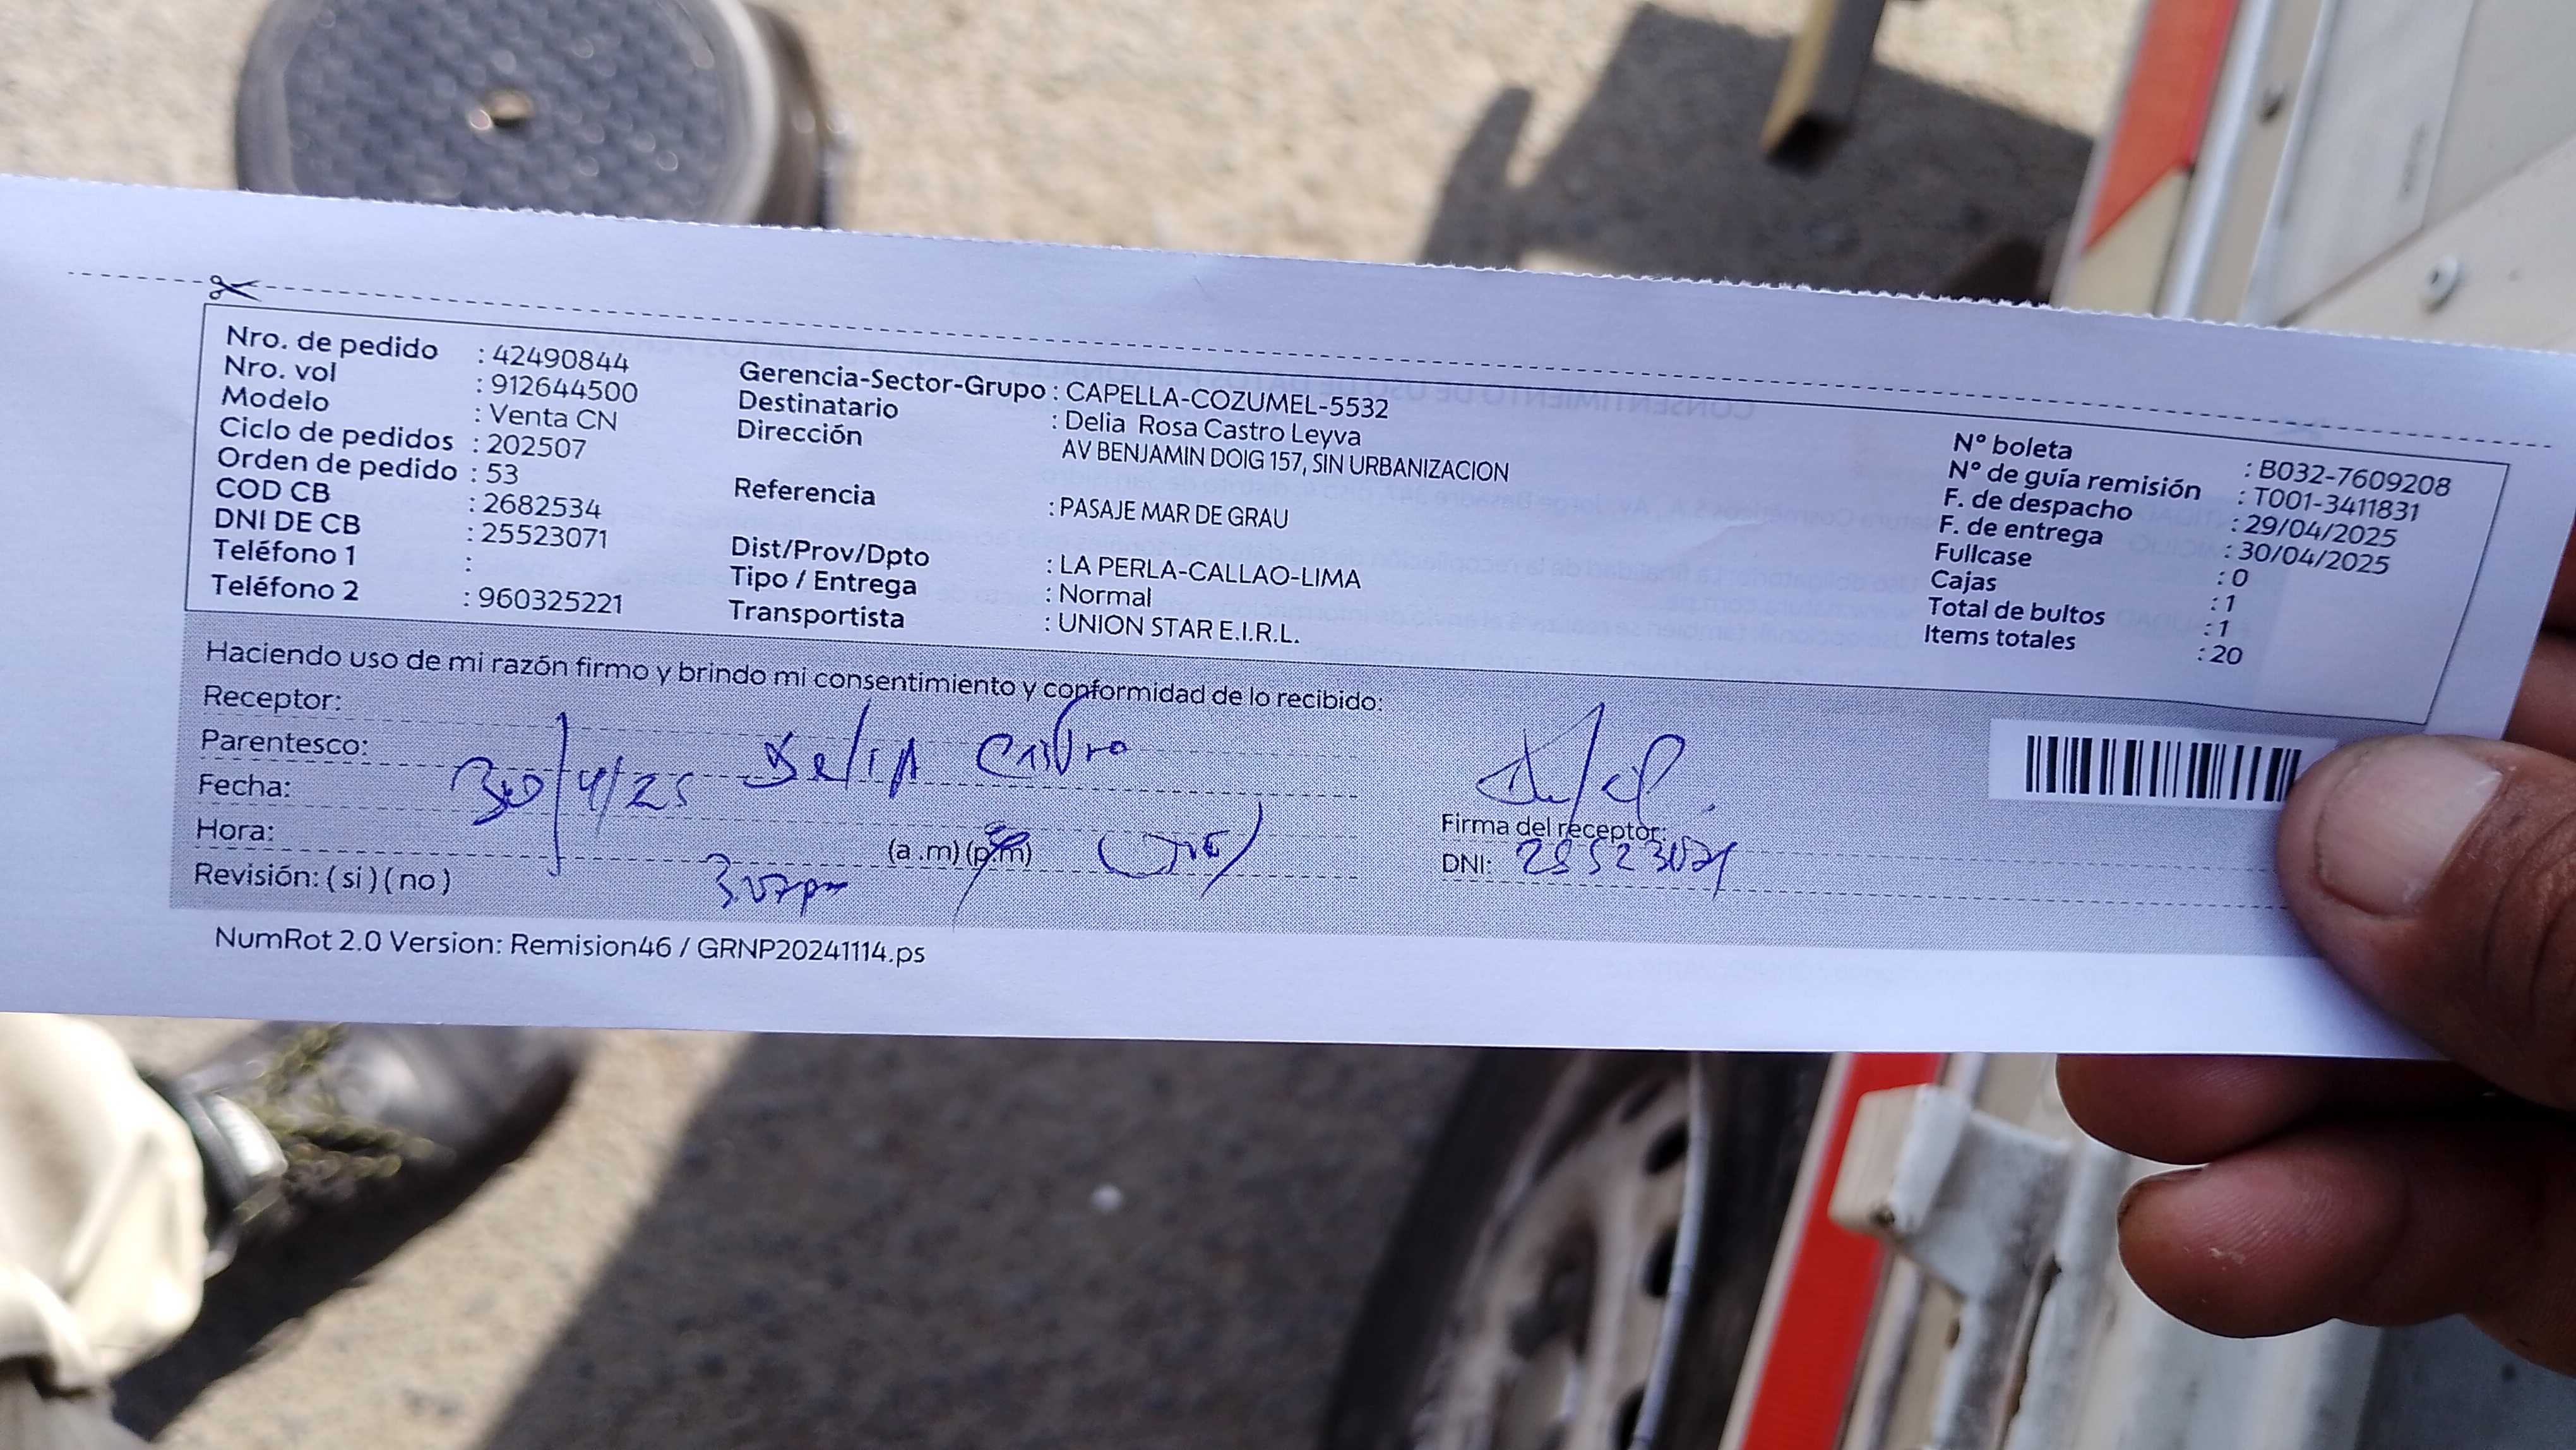 Nro. de pedido : 42490844
Nro. vol : 912644500
Modelo : Venta CN
Ciclo de pedidos : 202507
Orden de pedido : 53
COD CB : 2682534
DNI DE CB : 25523071
Teléfono 1 :
Teléfono 2 : 960325221
Gerencia-Sector-Grupo : CAPELLA-COZUMEL-5532
Destinatario : Delia Rosa Castro Leyva
Dirección AV BENJAMIN DOIG 157, SIN URBANIZACION
Referencia : PASAJE MAR DE GRAU
Dist/Prov/Dpto : LA PERLA-CALLAO-LIMA
Tipo / Entrega : Normal
Transportista : UNION STAR E.I.R.L.
N° boleta : B032-7609208
N° de guía remisión : T001-3411831
F. de despacho : 29/04/2025
F. de entrega : 30/04/2025
Fullcase : 0
Cajas : 1
Total de bultos : 1
Items totales : 20
Haciendo uso de mi razón firmo y brindo mi consentimiento y conformidad de lo recibido:
Receptor:
Parentesco: Delia Castro
Fecha: 30/4/25
Hora: (a .m) (p.m)
3.07pm
Revisión: ( si ) ( no )
Firma del receptor:
DNI: 25523071
NumRot 2.0 Version: Remision46 / GRNP20241114.ps